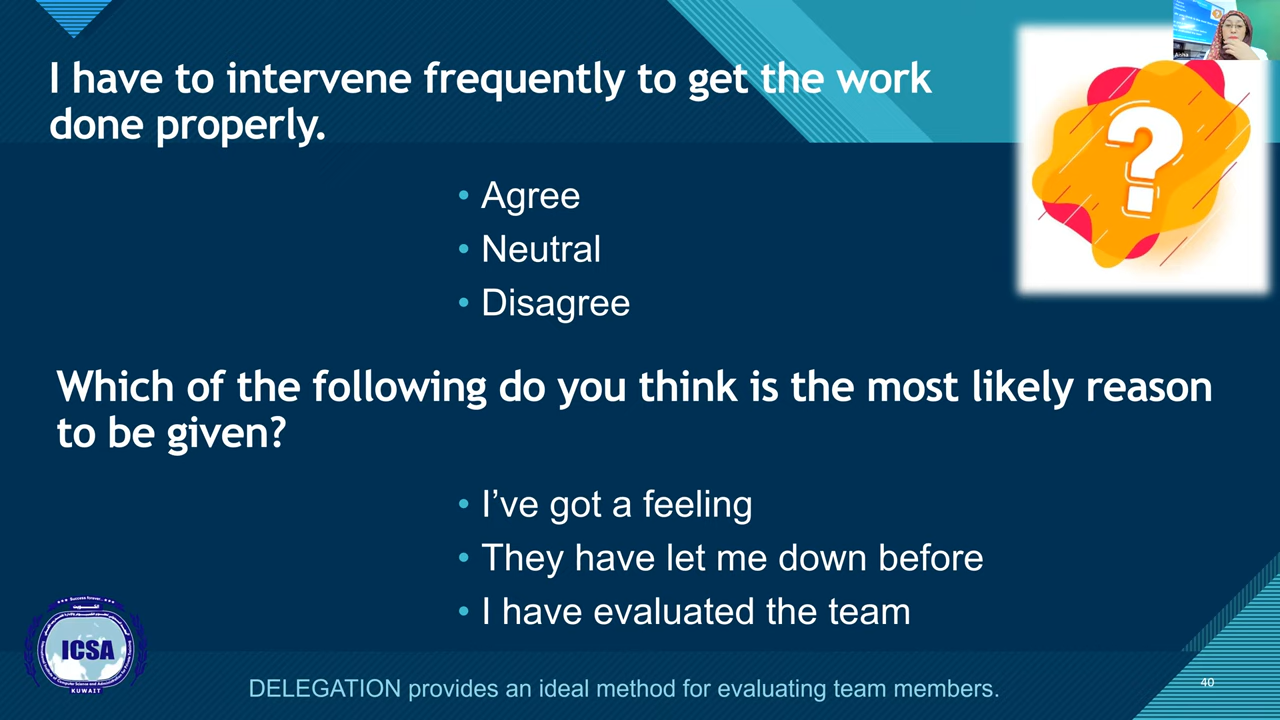 I have to intervene frequently to get the work
done properly.
• Agree
• Neutral
• Disagree
Which of the following do you think is the most likely reason
to be given?
• I've got a feeling
• They have let me down before
• I have evaluated the team
Success forever..
ICSA
KUWAIT
DELEGATION provides an ideal method for evaluating team members.
40